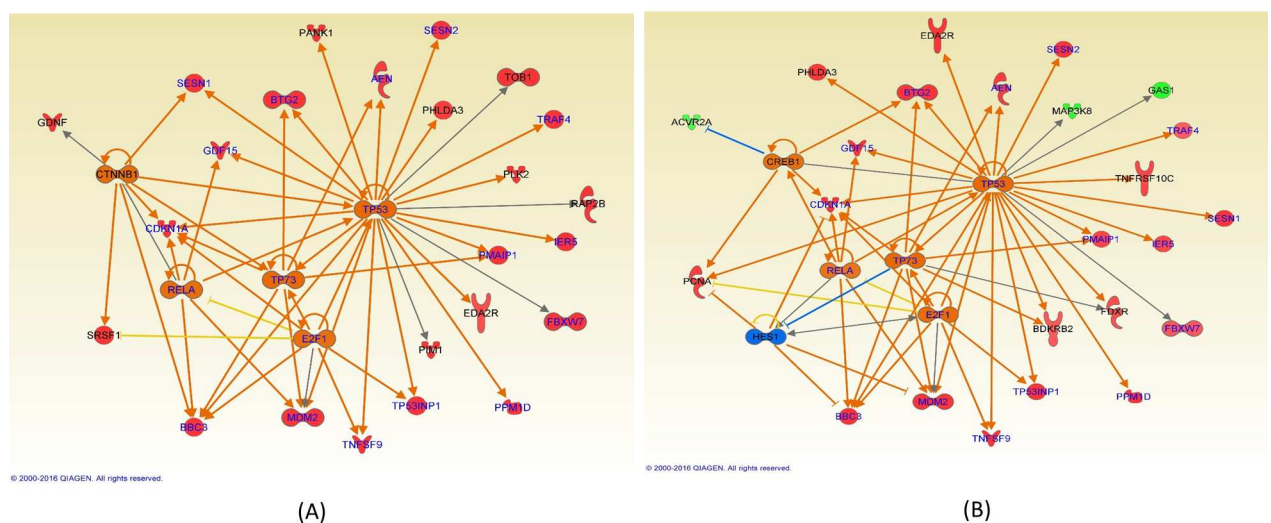 PANK1
SESN2
SESN1
AEN
TOB1
BTG2
PHLDA3
GDNF
TRAF4
GDF15
CTNNB1
PLK2
TP53
RAP2B
CDKN1A
IER5
PMAIP1
RELA
TP73
EDA2R
FBXW7
SRSF1
E2F1
PIM1
TP53INP1
PPM1D
BBC3
MDM2
TNFSF9
© 2000-2016 QIAGEN. All rights reserved.
(A)
EDA2R
SESN2
PHLDA3
AEN
BTG2
GAS1
MAP3K8
ACVR2A
TRAF4
GDF15
CREB1
TNFRSF10C
TP53
CDKN1A
SESN1
PMAIP1
IER5
TP73
RELA
PCNA
FDXR
E2F1
BDKRB2
FBXW7
HES1
TP53INP1
PPM1D
MDM2
BBC3
TNFSF9
© 2000-2016 QIAGEN. All rights reserved.
(B)